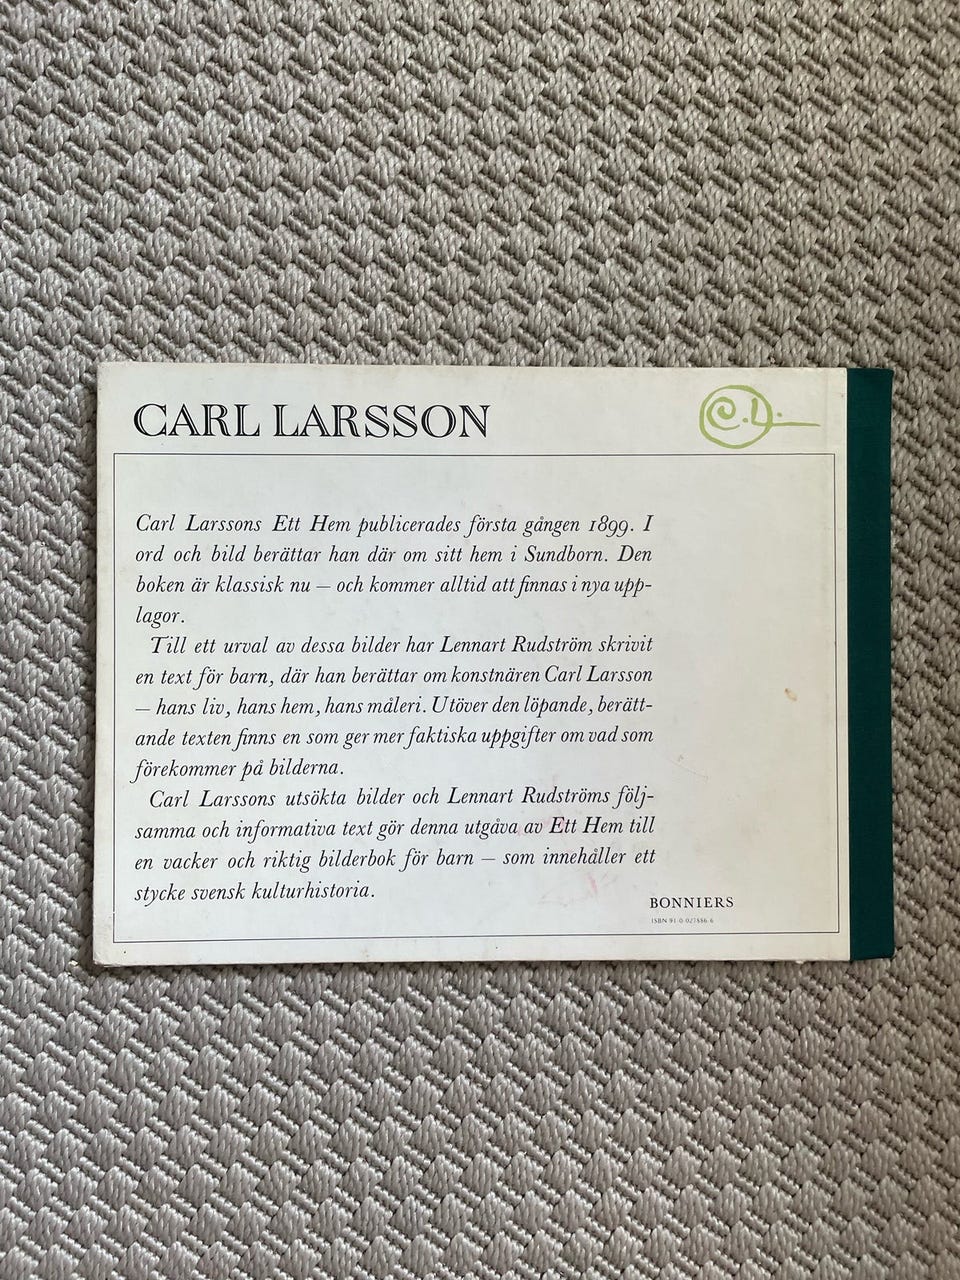 CARL LARSSON
C.L.
Carl Larssons Ett Hem publicerades första gången 1899. I
ord och bild berättar han där om sitt hem i Sundborn. Den
boken är klassisk nu – och kommer alltid att finnas i nya upp-
lagor.
Till ett urval av dessa bilder har Lennart Rudström skrivit
en text för barn, där han berättar om konstnären Carl Larsson
– hans liv, hans hem, hans måleri. Utöver den löpande, berätt-
ande texten finns en som ger mer faktiska uppgifter om vad som
förekommer på bilderna.
Carl Larssons utsökta bilder och Lennart Rudströms följ-
samma och informativa text gör denna utgåva av Ett Hem till
en vacker och riktig bilderbok för barn – som innehåller ett
stycke svensk kulturhistoria.
BONNIERS
ISBN 91-0